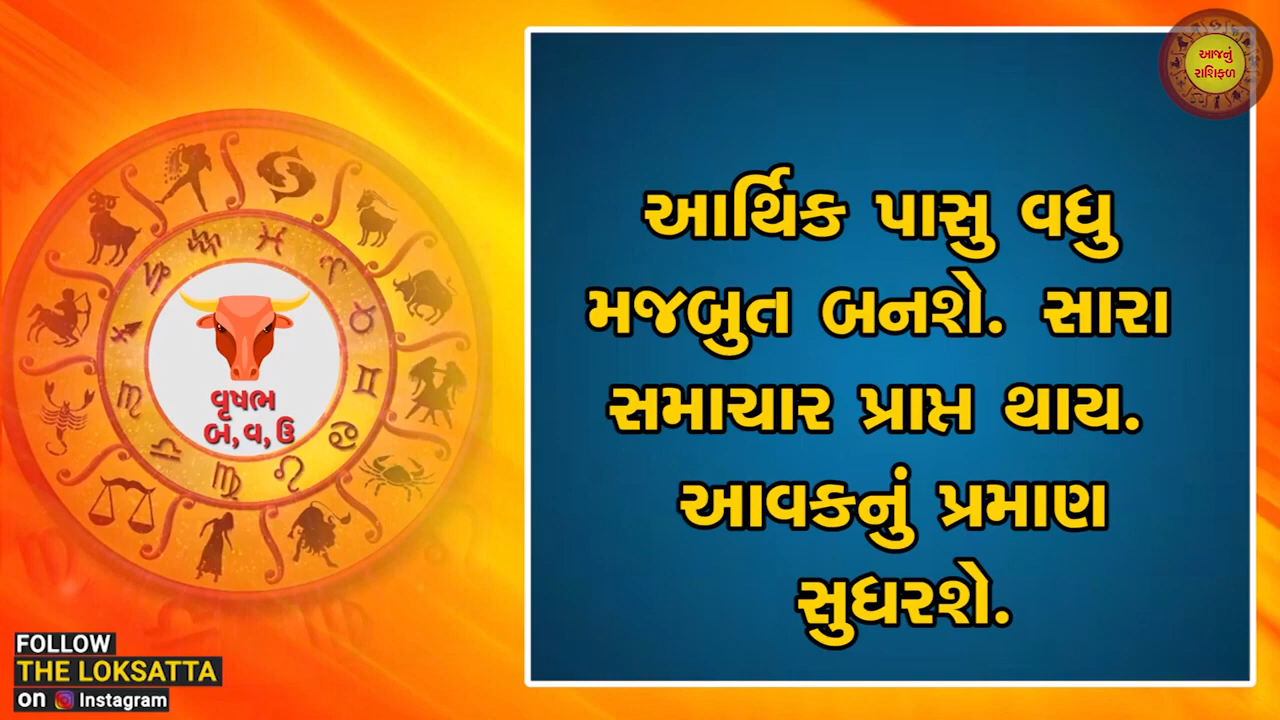 આજનું
રાશિફળ
આર્થિક પાસુ વધુ
મજબુત બનશે. સારા
સમાચાર પ્રાપ્ત થાય.
આવકનું પ્રમાણ
સુધરશે.
વૃષભ
બ, વ, ઉ
FOLLOW
THE LOKSATTA
on Instagram